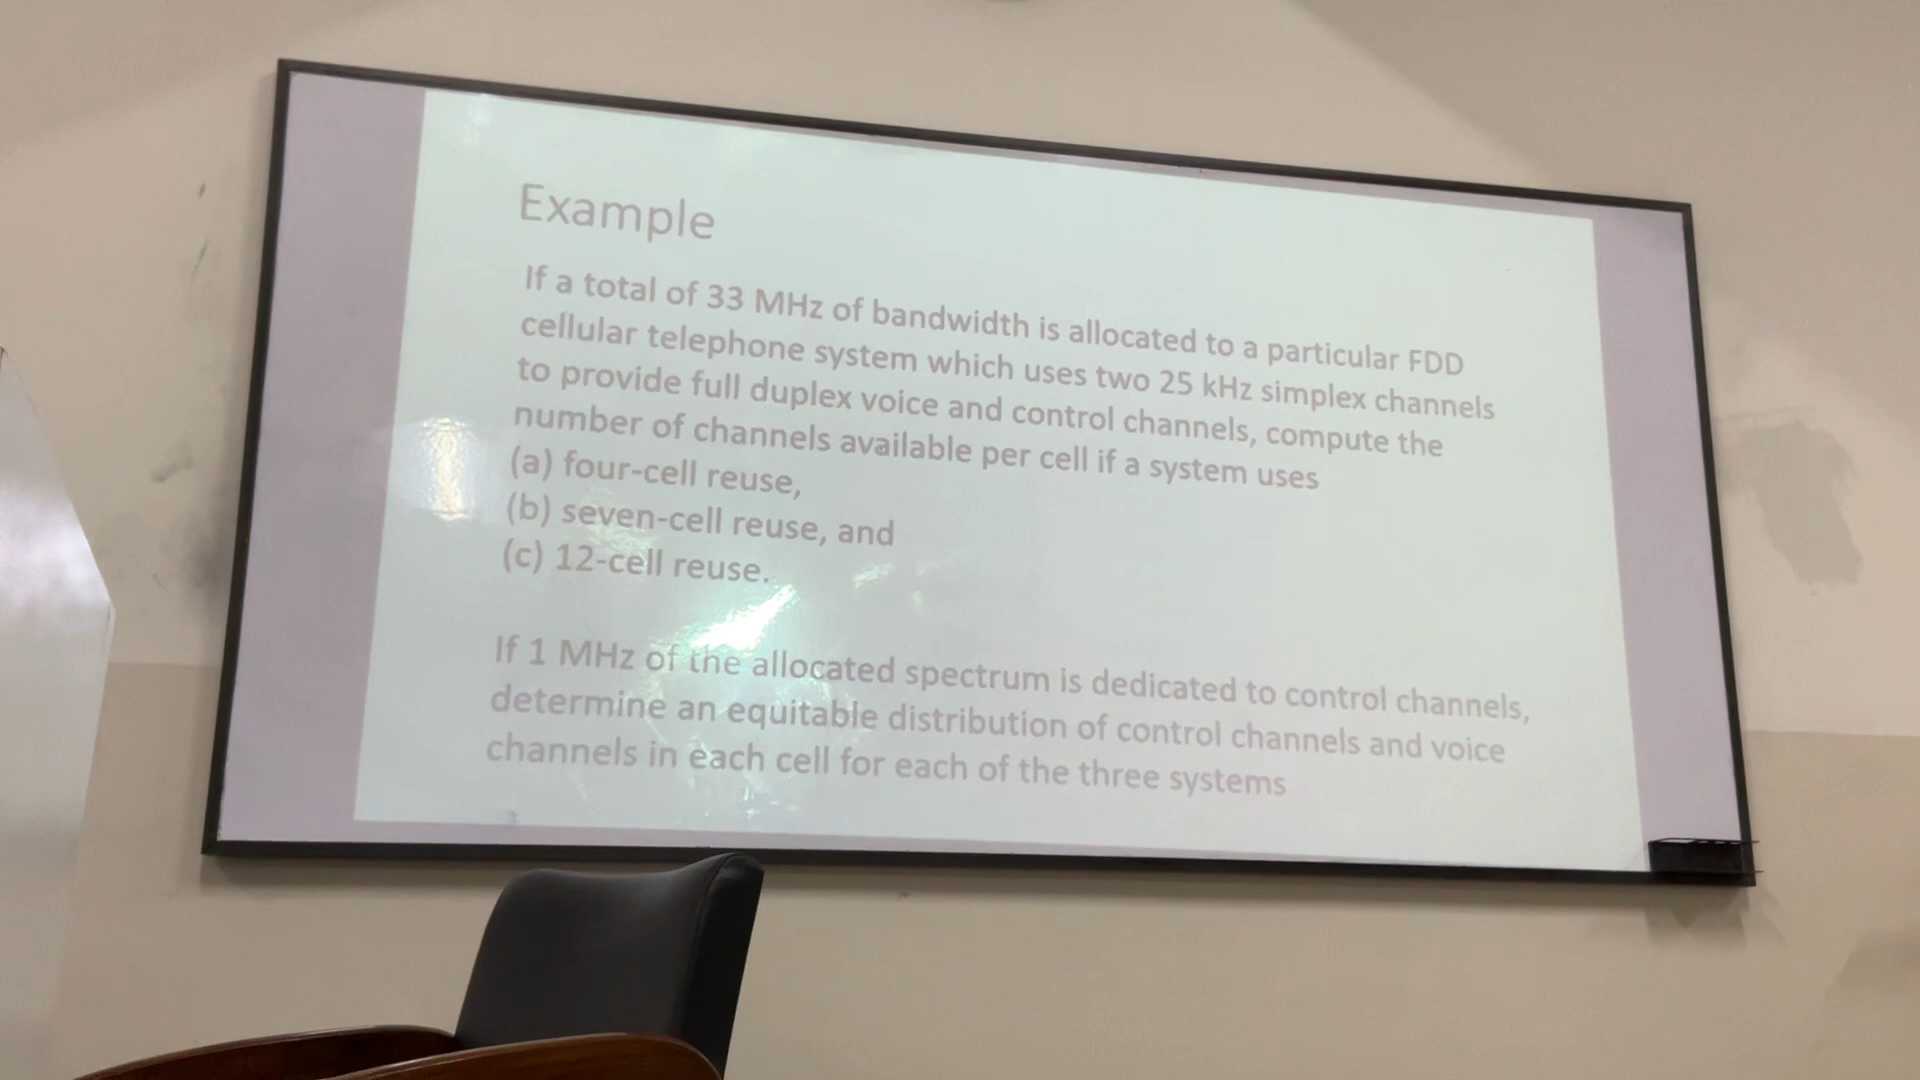 Example
If a total of 33 MHz of bandwidth is allocated to a particular FDD
cellular telephone system which uses two 25 kHz simplex channels
to provide full duplex voice and control channels, compute the
number of channels available per cell if a system uses
(a) four-cell reuse,
(b) seven-cell reuse, and
(c) 12-cell reuse.
If 1 MHz of the allocated spectrum is dedicated to control channels,
determine an equitable distribution of control channels and voice
channels in each cell for each of the three systems